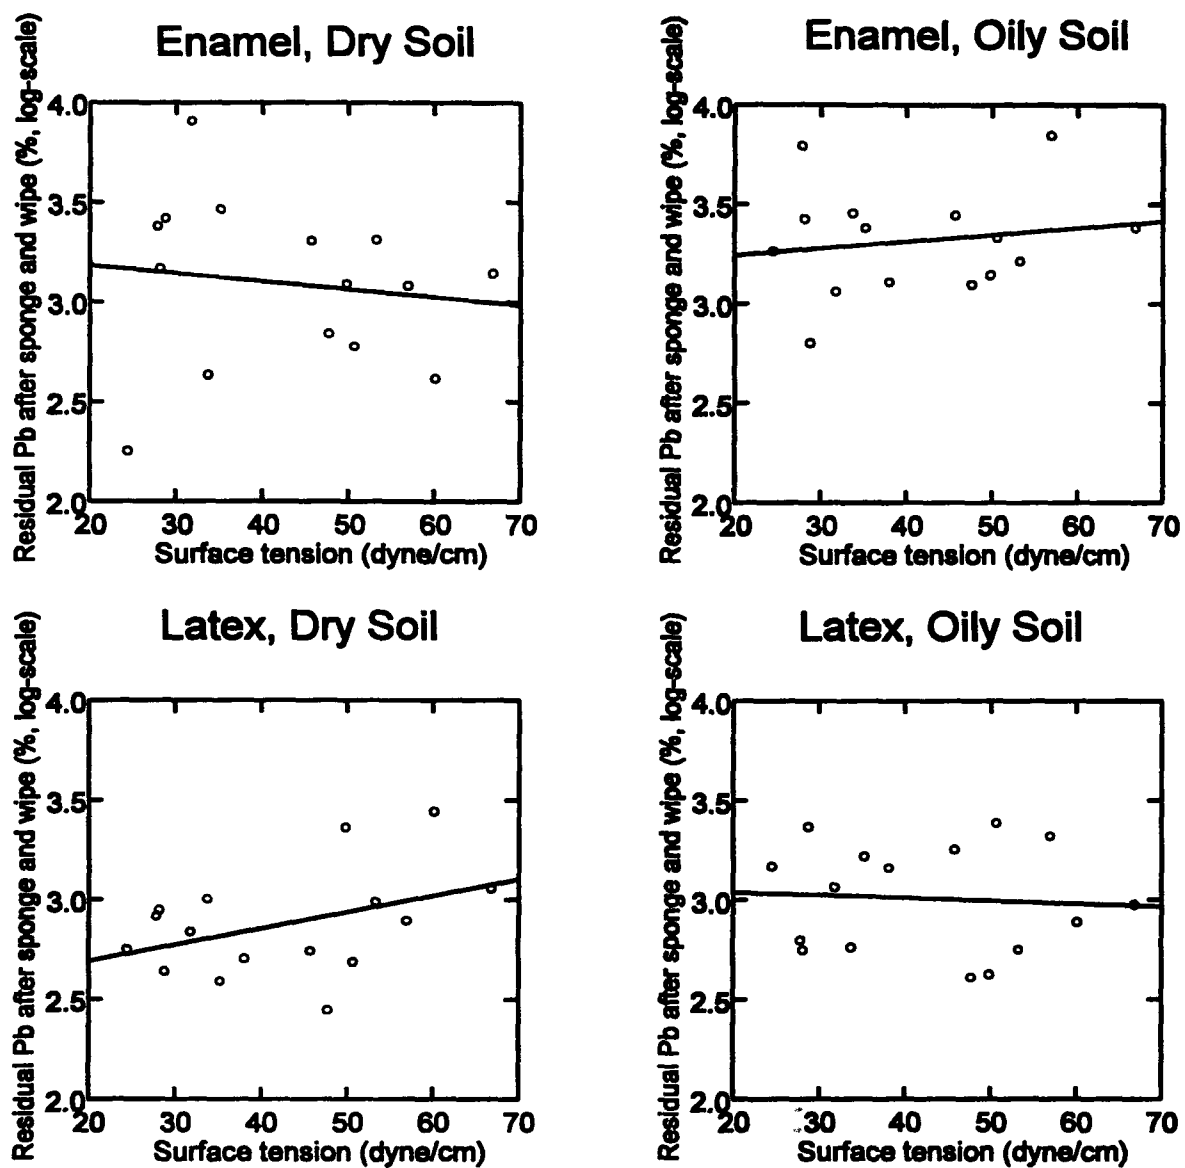 Enamel, Dry Soil
Residual Pb after sponge and wipe (%, log-scale)
4.0
3.5
3.0
2.5
2.0
20 30 40 50 60 70
Surface tension (dyne/cm)
Enamel, Oily Soil
Residual Pb after sponge and wipe (%, log-scale)
4.0
3.5
3.0
2.5
2.0
20 30 40 50 60 70
Surface tension (dyne/cm)
Latex, Dry Soil
Residual Pb after sponge and wipe (%, log-scale)
4.0
3.5
3.0
2.5
2.0
20 30 40 50 60 70
Surface tension (dyne/cm)
Latex, Oily Soil
Residual Pb after sponge and wipe (%, log-scale)
4.0
3.5
3.0
2.5
2.0
20 30 40 50 60 70
Surface tension (dyne/cm)